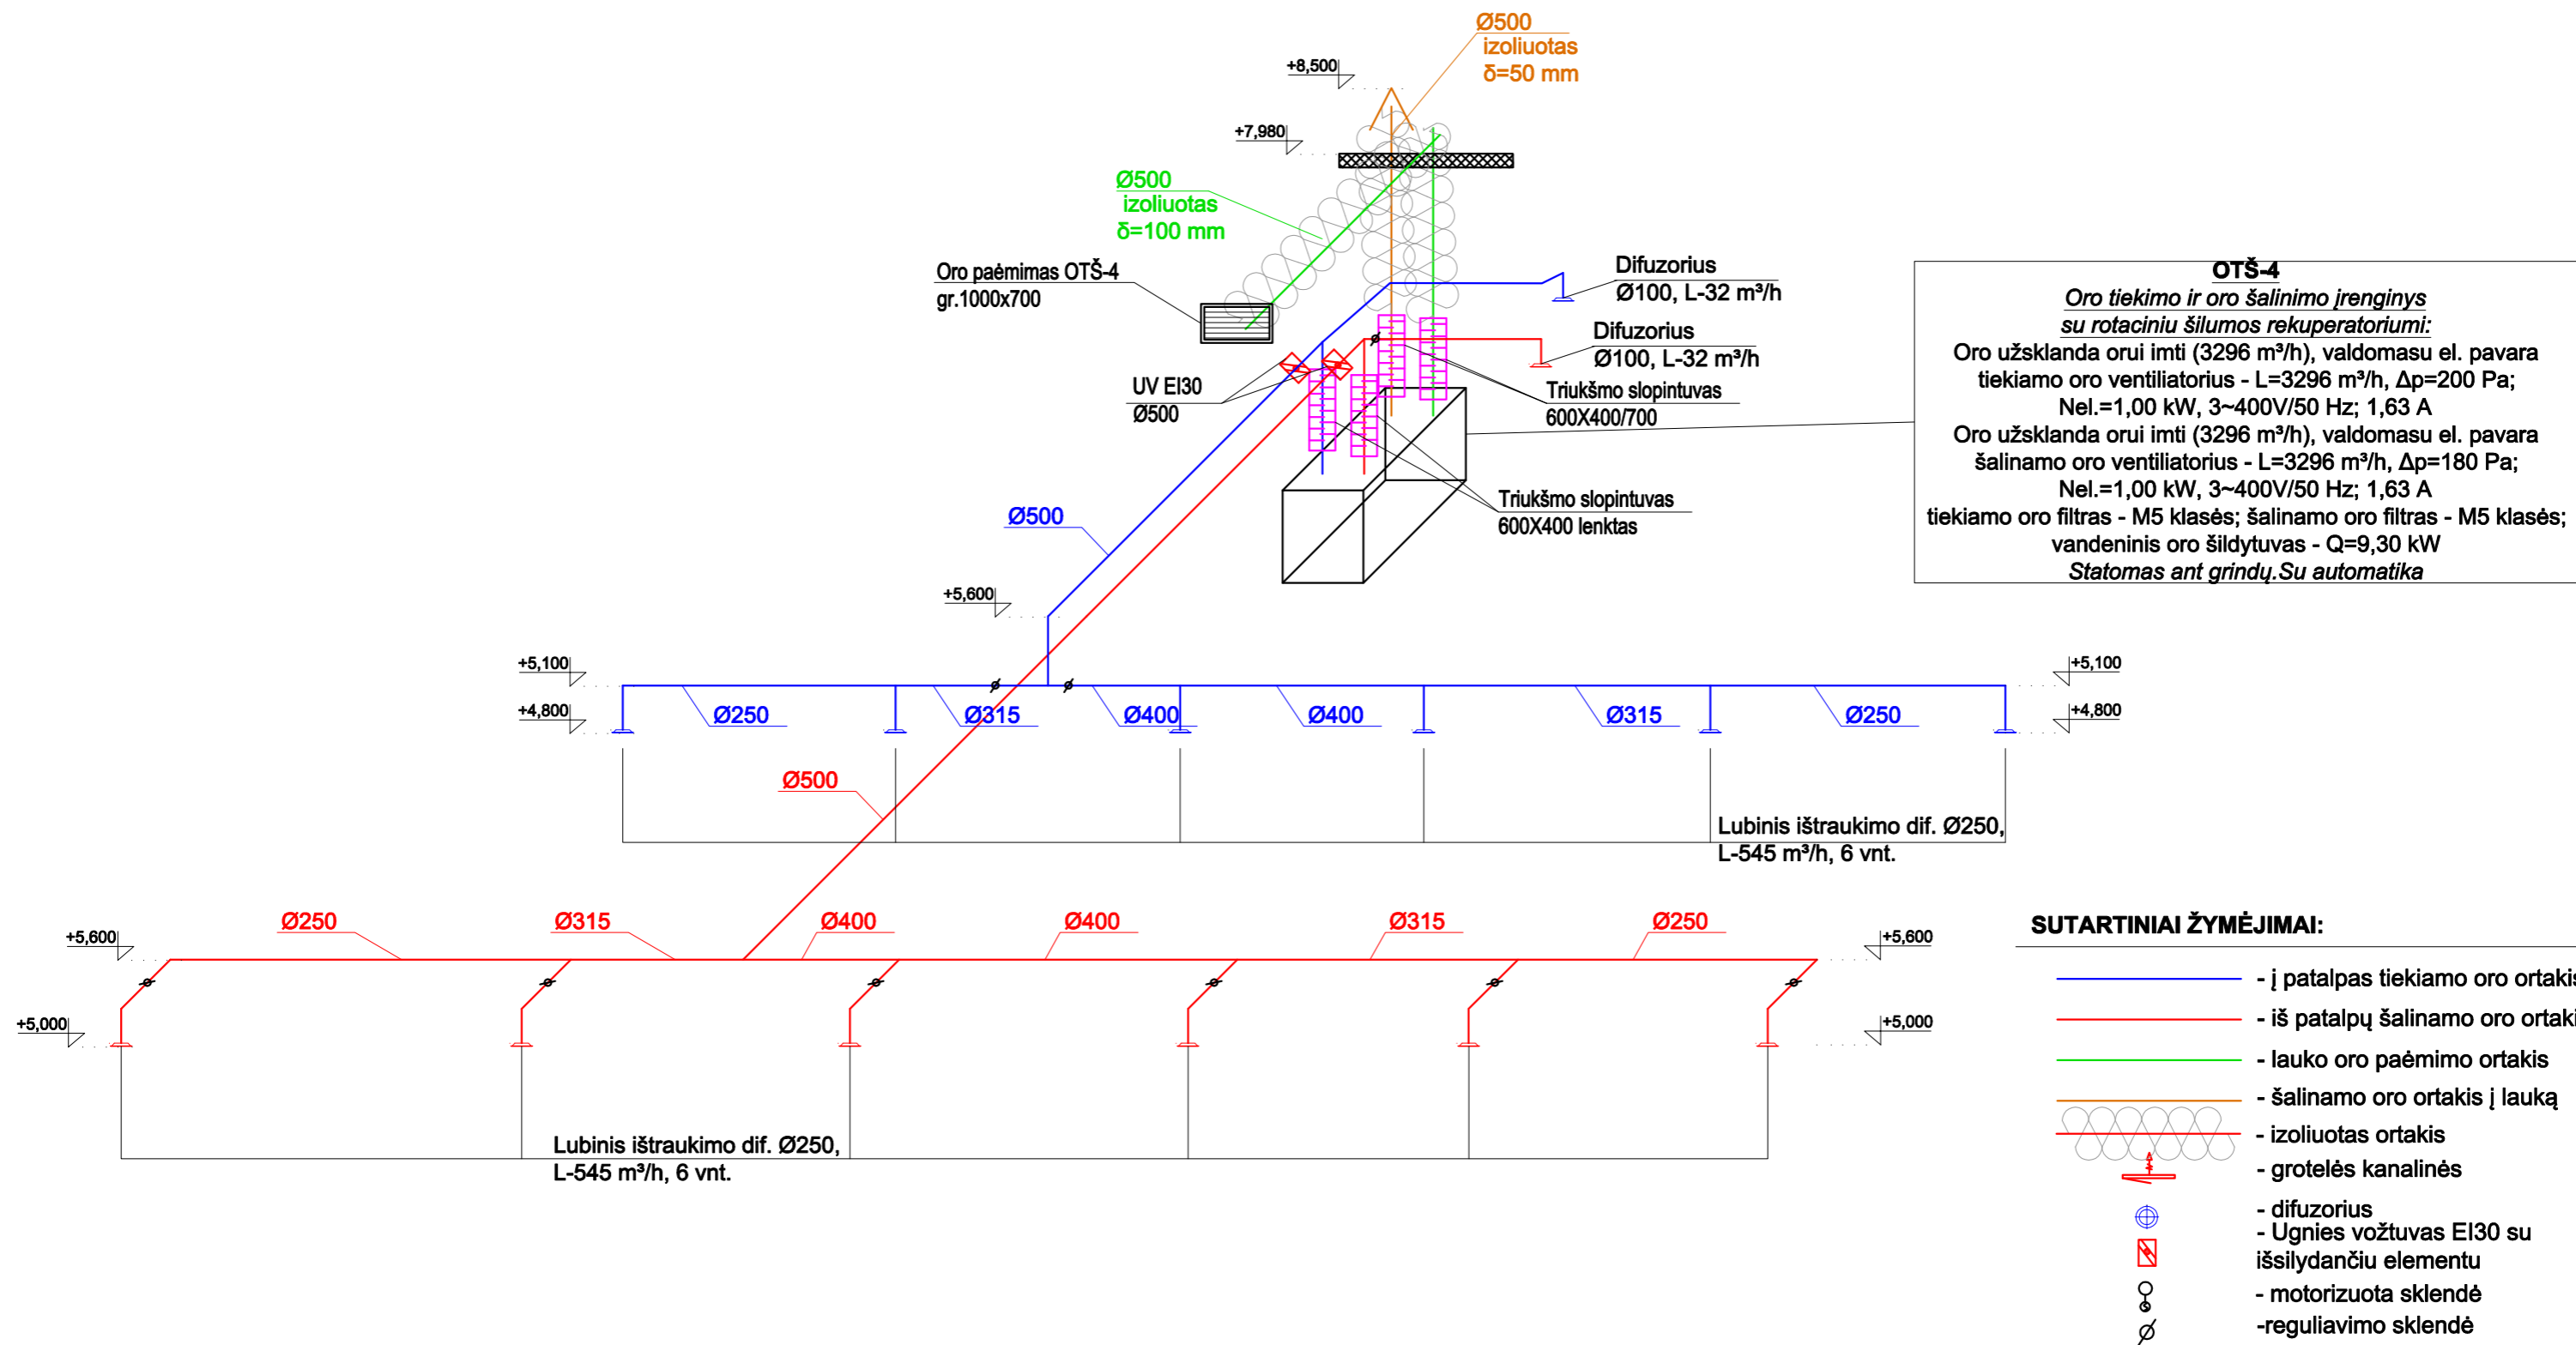 Ø500
izoliuotas
δ=50 mm
+8,500
+7,980
Ø500
izoliuotas
δ=100 mm
Oro paėmimas OTŠ-4
gr.1000x700
Difuzorius
Ø100, L-32 m³/h
Difuzorius
Ø100, L-32 m³/h
UV EI30
Ø500
Triukšmo slopintuvas
600X400/700
Triukšmo slopintuvas
600X400 lenktas
OTŠ-4
Oro tiekimo ir oro šalinimo įrenginys
su rotaciniu šilumos rekuperatoriumi:
Oro užsklanda orui imti (3296 m³/h), valdomasu el. pavara
tiekiamo oro ventiliatorius - L=3296 m³/h, Δp=200 Pa;
Nel.=1,00 kW, 3~400V/50 Hz; 1,63 A
Oro užsklanda orui imti (3296 m³/h), valdomasu el. pavara
šalinamo oro ventiliatorius - L=3296 m³/h, Δp=180 Pa;
Nel.=1,00 kW, 3~400V/50 Hz; 1,63 A
tiekiamo oro filtras - M5 klasės; šalinamo oro filtras - M5 klasės;
vandeninis oro šildytuvas - Q=9,30 kW
Statomas ant grindų.Su automatika
Ø500
+5,600
+5,100
+5,100
+4,800
+4,800
Ø250
Ø315
Ø400
Ø400
Ø315
Ø250
Ø500
Lubinis ištraukimo dif. Ø250,
L-545 m³/h, 6 vnt.
Ø250
Ø315
Ø400
Ø400
Ø315
Ø250
+5,600
+5,600
+5,000
+5,000
Lubinis ištraukimo dif. Ø250,
L-545 m³/h, 6 vnt.
SUTARTINIAI ŽYMĖJIMAI:
- į patalpas tiekiamo oro ortakis
- iš patalpų šalinamo oro ortaki
- lauko oro paėmimo ortakis
- šalinamo oro ortakis į lauką
- izoliuotas ortakis
- grotelės kanalinės
- difuzorius
- Ugnies vožtuvas EI30 su
išsilydančiu elementu
- motorizuota sklendė
-reguliavimo sklendė